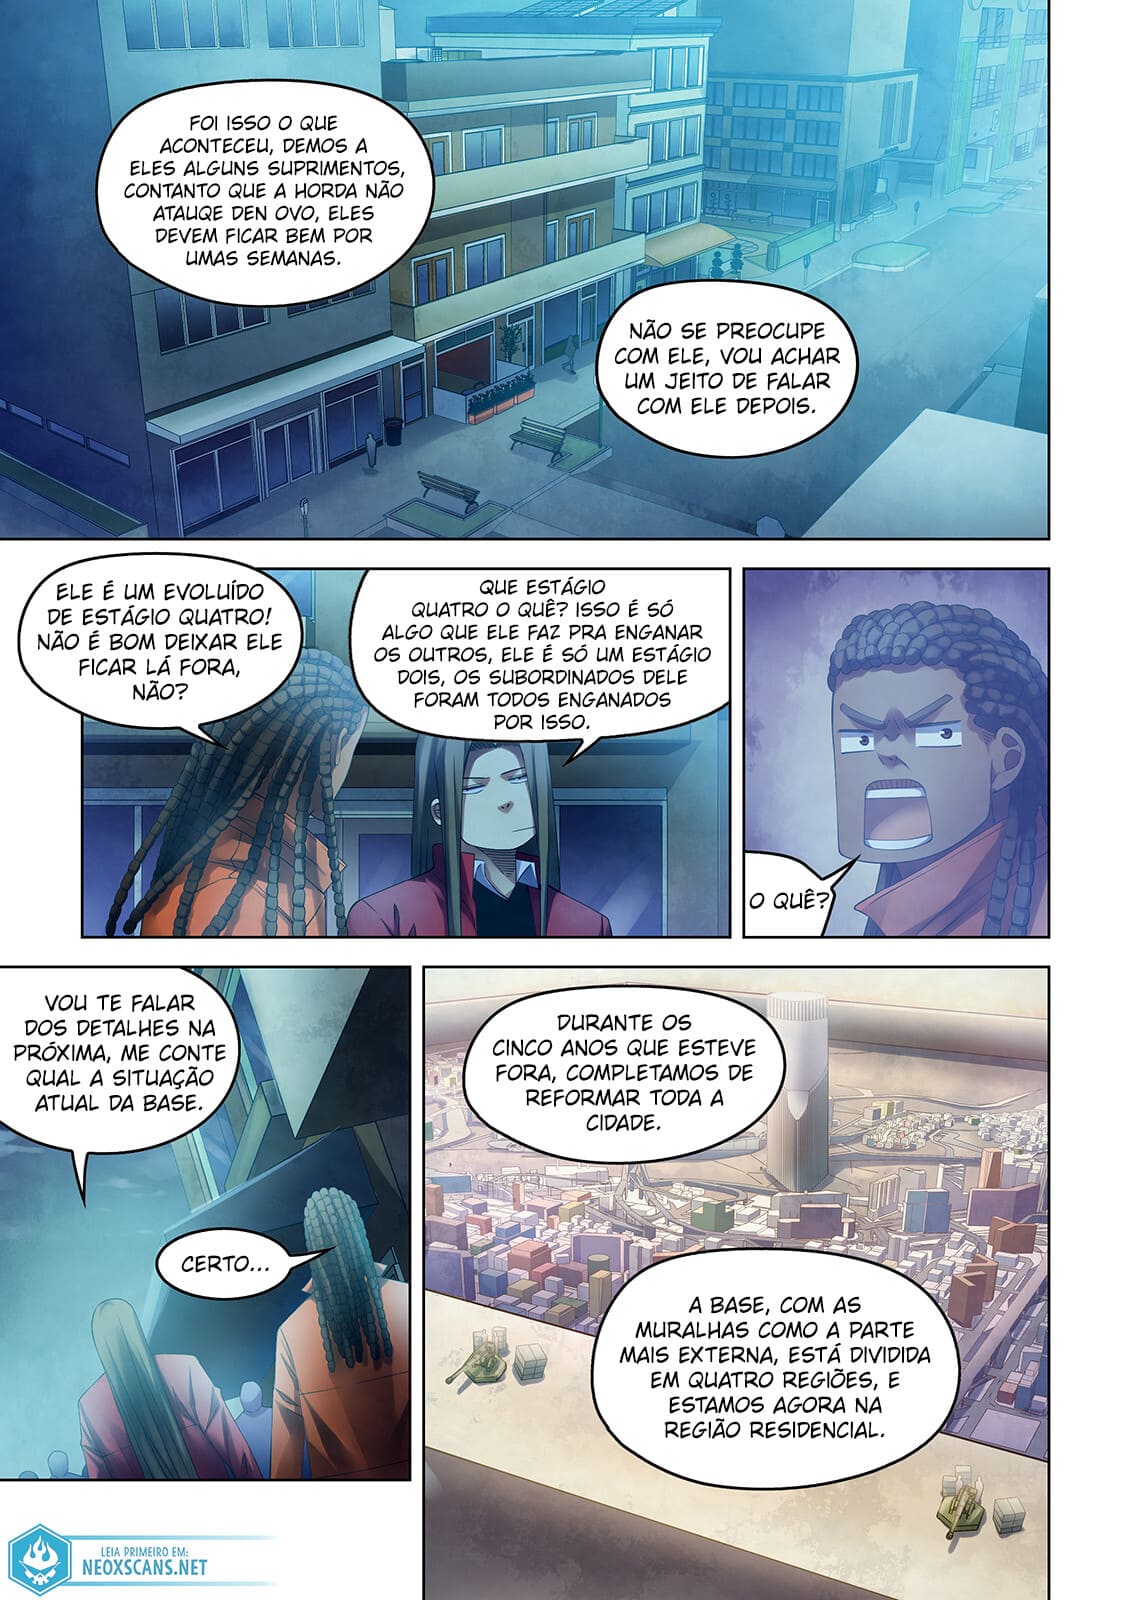 FOI ISSO O QUE
ACONTECEU, DEMOS A
ELES ALGUNS SUPRIMENTOS,
CONTANTO QUE A HORDA NÃO
ATAUQE DEN OVO, ELES
DEVEM FICAR BEM POR
UMAS SEMANAS.
NÃO SE PREOCUPE
COM ELE, VOU ACHAR
UM JEITO DE FALAR
COM ELE DEPOIS.
ELE É UM EVOLUÍDO
DE ESTÁGIO QUATRO!
NÃO É BOM DEIXAR ELE
FICAR LÁ FORA,
NÃO?
QUE ESTÁGIO
QUATRO O QUÊ? ISSO É SÓ
ALGO QUE ELE FAZ PRA ENGANAR
OS OUTROS, ELE É SÓ UM ESTÁGIO
DOIS, OS SUBORDINADOS DELE
FORAM TODOS ENGANADOS
POR ISSO.
O QUÊ?
VOU TE FALAR
DOS DETALHES NA
PRÓXIMA, ME CONTE
QUAL A SITUAÇÃO
ATUAL DA BASE.
CERTO...
DURANTE OS
CINCO ANOS QUE ESTEVE
FORA, COMPLETAMOS DE
REFORMAR TODA A
CIDADE.
A BASE, COM AS
MURALHAS COMO A PARTE
MAIS EXTERNA, ESTÁ DIVIDIDA
EM QUATRO REGIÕES, E
ESTAMOS AGORA NA
REGIÃO RESIDENCIAL.
LEIA PRIMEIRO EM:
NEOXSCANS.NET